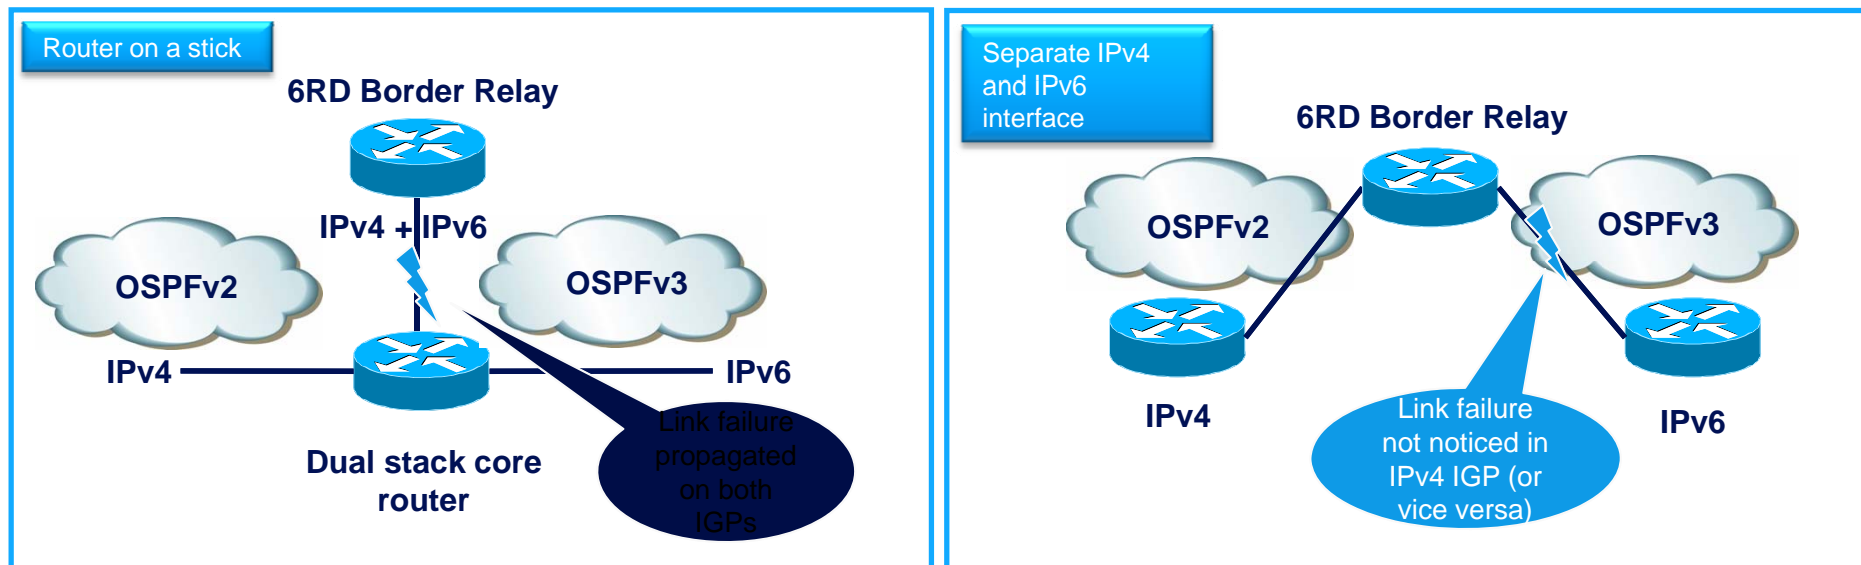 Router on a stick
6RD Border Relay
IPv4 + IPv6
OSPFv2
OSPFv3
IPv4
IPv6
Dual stack core
router
Link failure
propagated
on both
IGPs
Separate IPv4
and IPv6
interface
6RD Border Relay
OSPFv2
OSPFv3
IPv4
IPv6
Link failure
not noticed in
IPv4 IGP (or
vice versa)